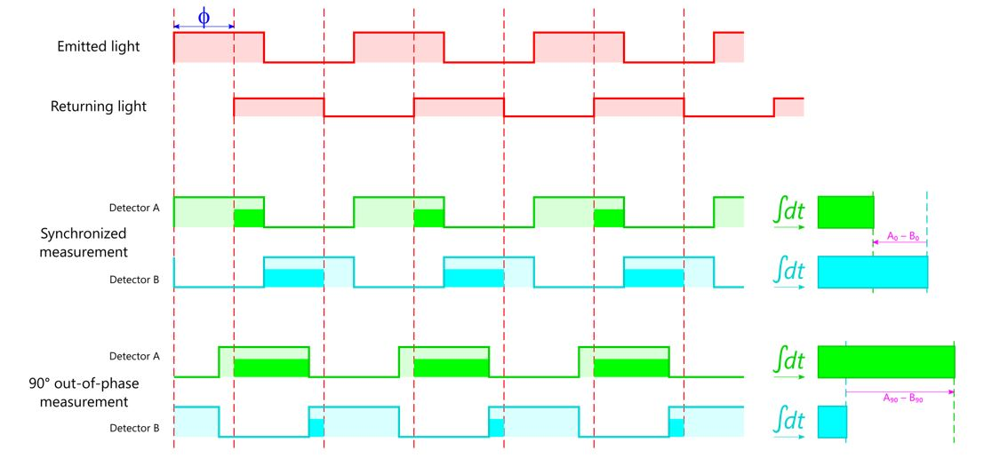 ϕ
Emitted light
Returning light
Detector A
∫dt
Synchronized
measurement
A₀ – B₀
Detector B
∫dt
Detector A
∫dt
90° out-of-phase
measurement
A₉₀ – B₉₀
Detector B
∫dt